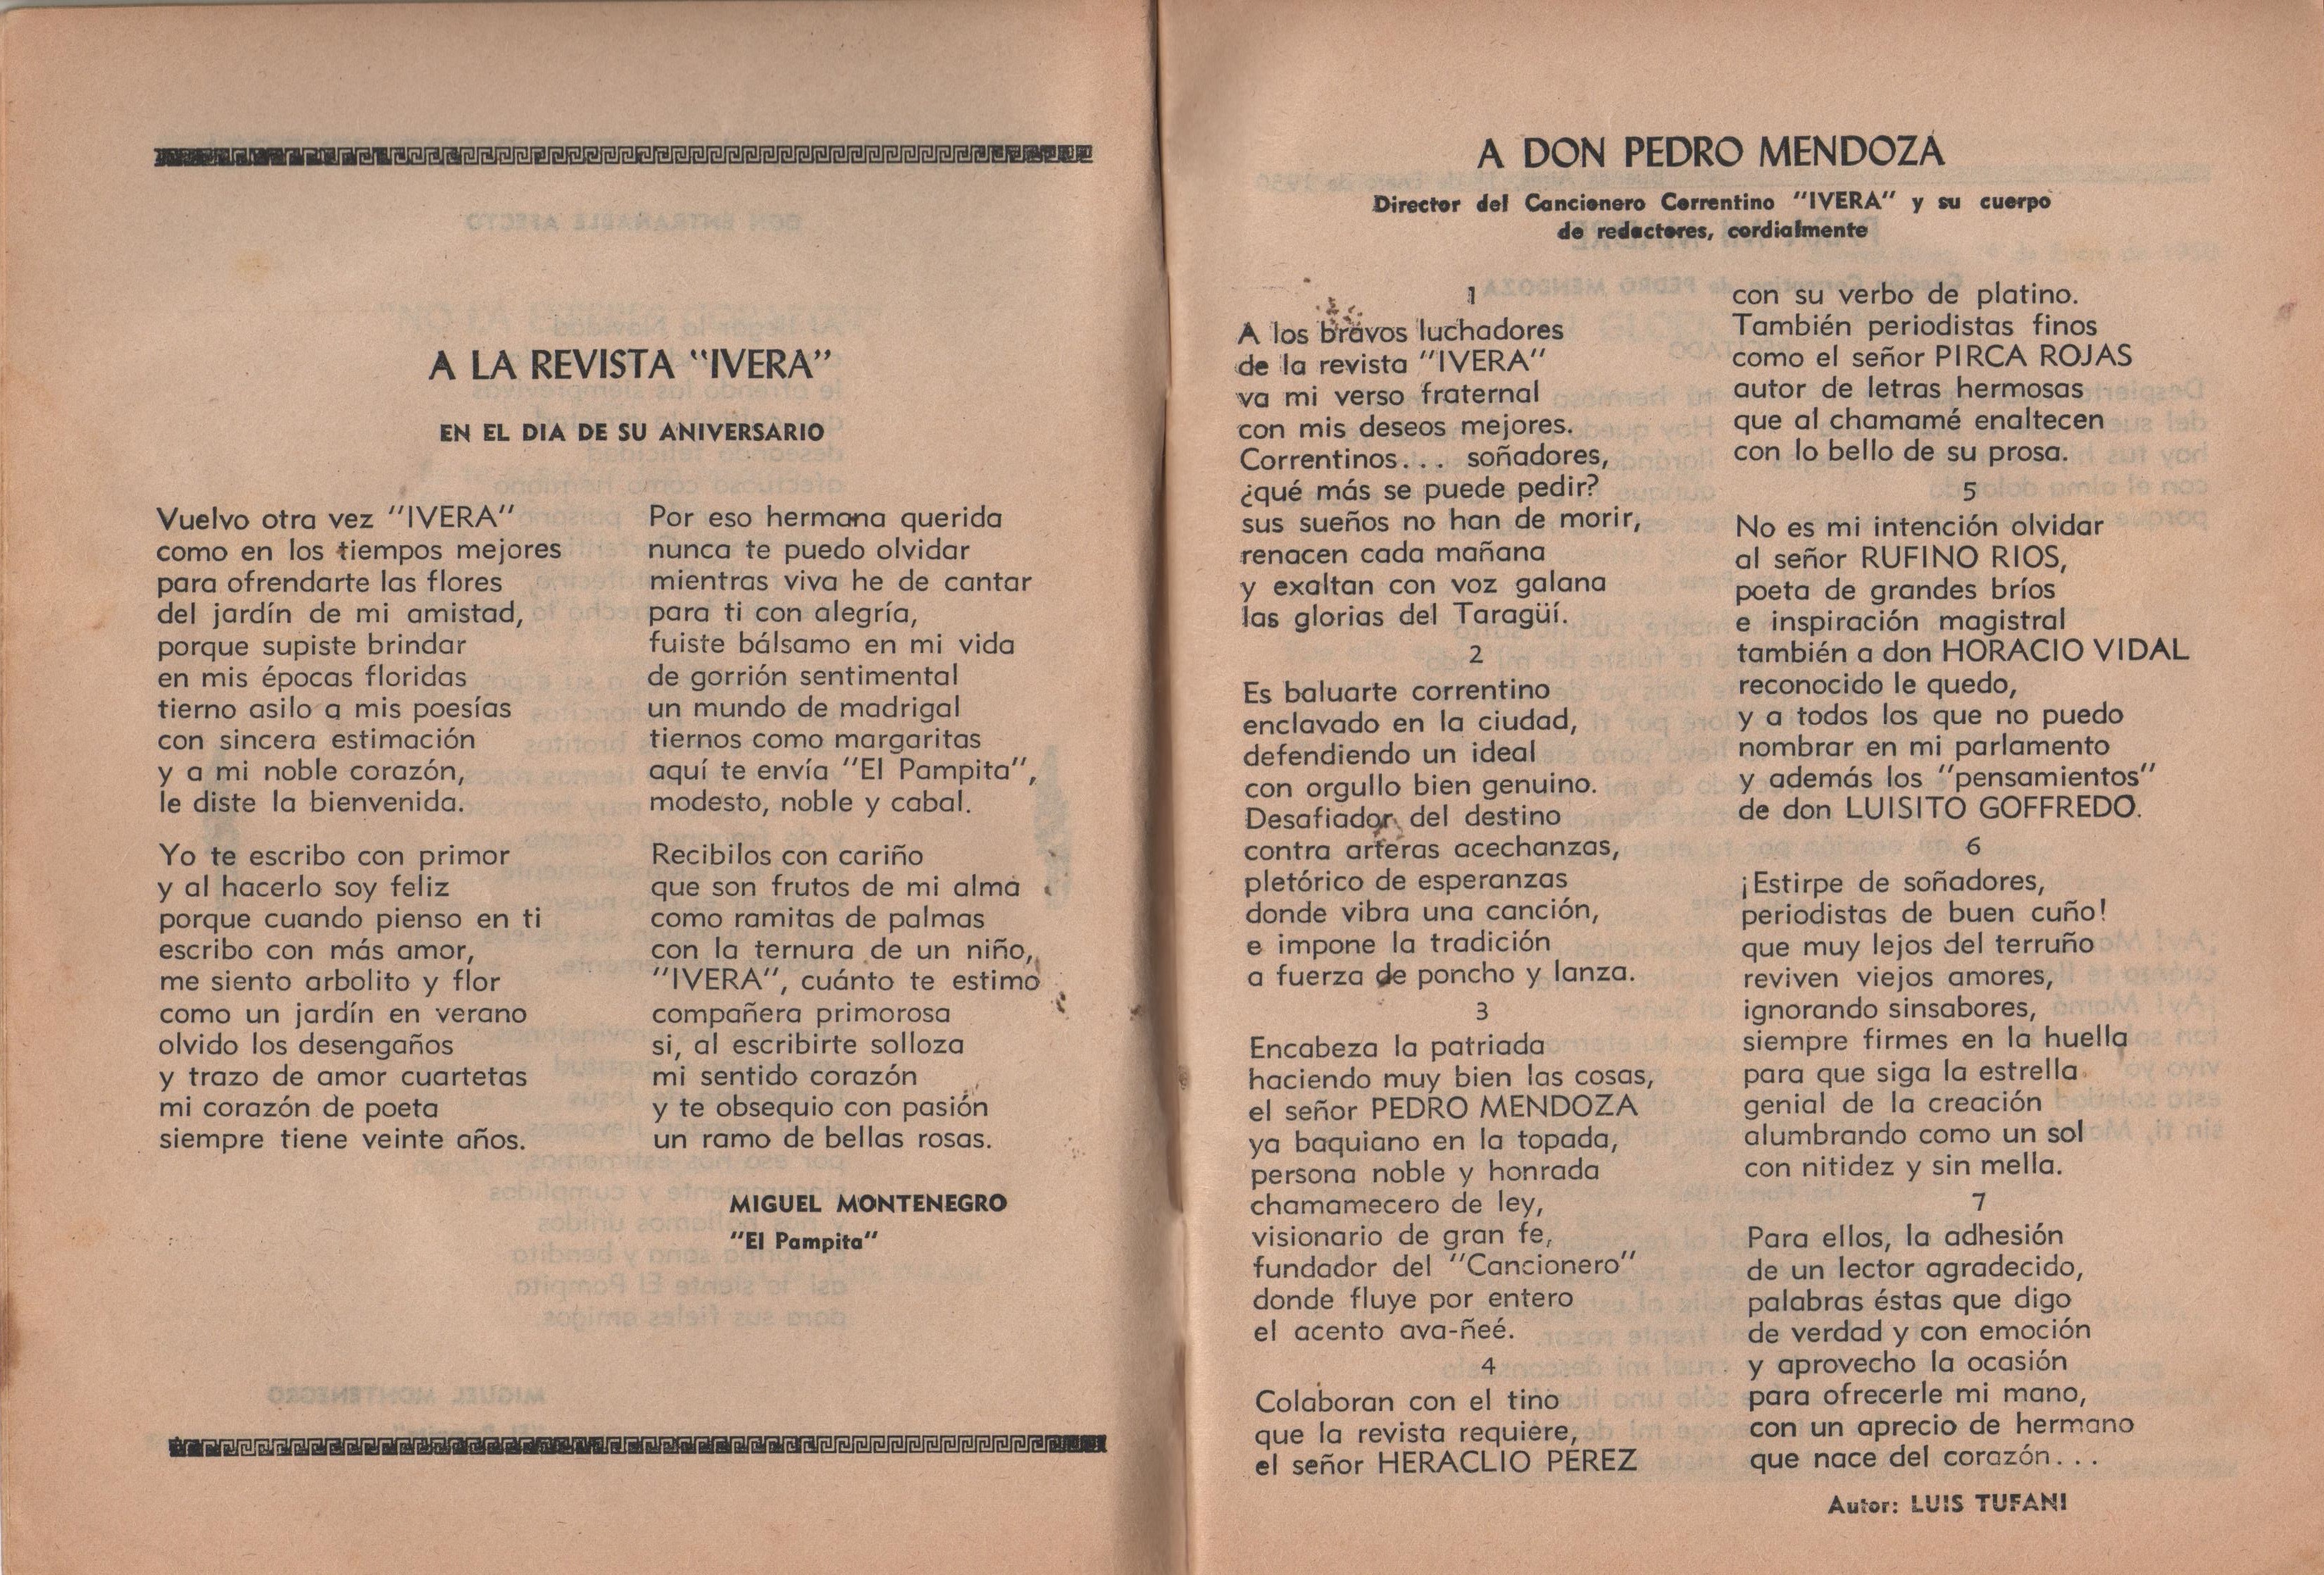 A LA REVISTA "IVERA"
EN EL DIA DE SU ANIVERSARIO
Vuelvo otra vez "IVERA"
como en los tiempos mejores
para ofrendarte las flores
del jardín de mi amistad,
porque supiste brindar
en mis épocas floridas
tierno asilo a mis poesías
con sincera estimación
y a mi noble corazón,
le diste la bienvenida.
Yo te escribo con primor
y al hacerlo soy feliz
porque cuando pienso en ti
escribo con más amor,
me siento arbolito y flor
como un jardín en verano
olvido los desengaños
y trazo de amor cuartetas
mi corazón de poeta
siempre tiene veinte años.
Por eso hermana querida
nunca te puedo olvidar
mientras viva he de cantar
para ti con alegría,
fuiste bálsamo en mi vida
de gorrión sentimental
un mundo de madrigal
tiernos como margaritas
aquí te envía "El Pampita",
modesto, noble y cabal.
Recibilos con cariño
que son frutos de mi alma
como ramitas de palmas
con la ternura de un niño,
"IVERA", cuánto te estimo
compañera primorosa
si, al escribirte solloza
mi sentido corazón
y te obsequio con pasión
un ramo de bellas rosas.
MIGUEL MONTENEGRO
"El Pampita"
A DON PEDRO MENDOZA
Director del Cancionero Correntino "IVERA" y su cuerpo
de redactores, cordialmente
1
A los bravos luchadores
de la revista "IVERA"
va mi verso fraternal
con mis deseos mejores.
Correntinos... soñadores,
¿qué más se puede pedir?
sus sueños no han de morir,
renacen cada mañana
y exaltan con voz galana
las glorias del Taragüí.
2
Es baluarte correntino
enclavado en la ciudad,
defendiendo un ideal
con orgullo bien genuino.
Desafiador del destino
contra arteras acechanzas,
pletórico de esperanzas
donde vibra una canción,
e impone la tradición
a fuerza de poncho y lanza.
3
Encabeza la patriada
haciendo muy bien las cosas,
el señor PEDRO MENDOZA
ya baquiano en la topada,
persona noble y honrada
chamamecero de ley,
visionario de gran fe,
fundador del "Cancionero"
donde fluye por entero
el acento ava-ñeé.
4
Colaboran con el tino
que la revista requiere,
el señor HERACLIO PEREZ
con su verbo de platino.
También periodistas finos
como el señor PIRCA ROJAS
autor de letras hermosas
que al chamamé enaltecen
con lo bello de su prosa.
5
No es mi intención olvidar
al señor RUFINO RIOS,
poeta de grandes bríos
e inspiración magistral
también a don HORACIO VIDAL
reconocido le quedo,
y a todos los que no puedo
nombrar en mi parlamento
y además los "pensamientos"
de don LUISITO GOFFREDO.
6
¡Estirpe de soñadores,
periodistas de buen cuño!
que muy lejos del terruño
reviven viejos amores,
ignorando sinsabores,
siempre firmes en la huella
para que siga la estrella
genial de la creación
alumbrando como un sol
con nitidez y sin mella.
7
Para ellos, la adhesión
de un lector agradecido,
palabras éstas que digo
de verdad y con emoción
y aprovecho la ocasión
para ofrecerle mi mano,
con un aprecio de hermano
que nace del corazón...
Autor: LUIS TUFANI